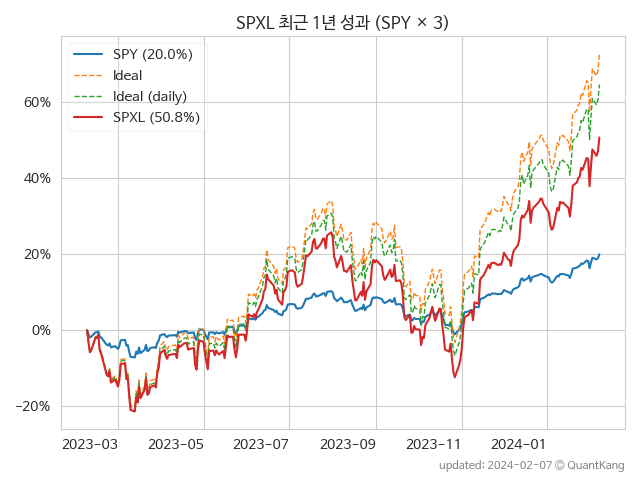 SPXL 최근 1년 성과 (SPY × 3)
SPY (20.0%)
Ideal
Ideal (daily)
SPXL (50.8%)
60%
40%
20%
0%
−20%
2023−03 2023−05 2023−07 2023−09 2023−11 2024−01
updated: 2024-02-07 © QuantKang